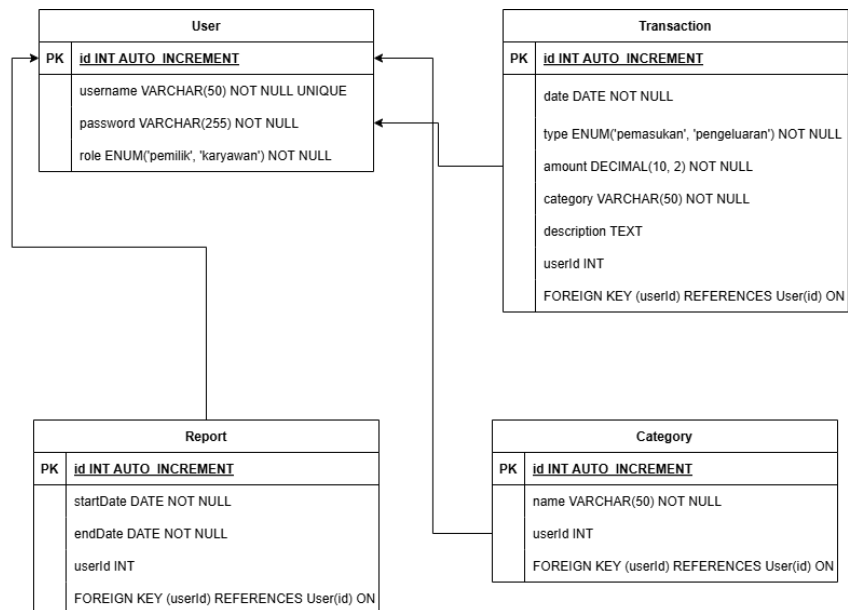 User
PK id INT AUTO_INCREMENT
username VARCHAR(50) NOT NULL UNIQUE
password VARCHAR(255) NOT NULL
role ENUM('pemilik', 'karyawan') NOT NULL
Transaction
PK id INT AUTO_INCREMENT
date DATE NOT NULL
type ENUM('pemasukan', 'pengeluaran') NOT NULL
amount DECIMAL(10, 2) NOT NULL
category VARCHAR(50) NOT NULL
description TEXT
userId INT
FOREIGN KEY (userId) REFERENCES User(id) ON
Report
PK id INT AUTO_INCREMENT
startDate DATE NOT NULL
endDate DATE NOT NULL
userId INT
FOREIGN KEY (userId) REFERENCES User(id) ON
Category
PK id INT AUTO_INCREMENT
name VARCHAR(50) NOT NULL
userId INT
FOREIGN KEY (userId) REFERENCES User(id) ON